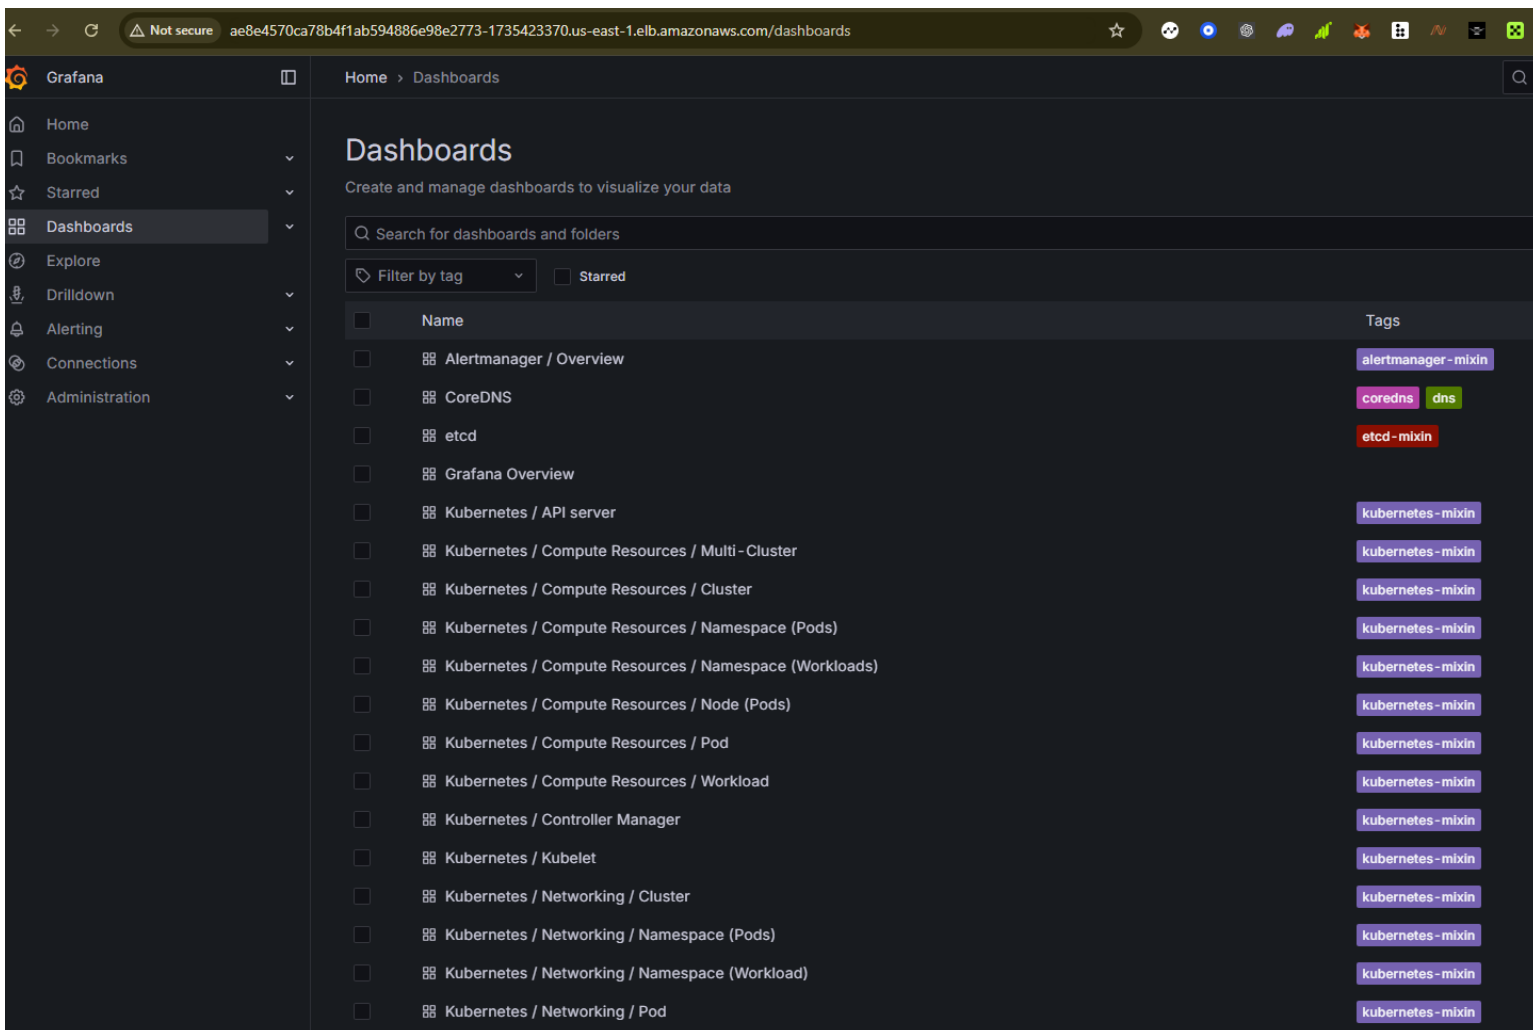 Not secure ae8e4570ca78b4f1ab594886e98e2773-1735423370.us-east-1.elb.amazonaws.com/dashboards
Grafana
Home › Dashboards
Home
Bookmarks
Starred
Dashboards
Explore
Drilldown
Alerting
Connections
Administration
Dashboards
Create and manage dashboards to visualize your data
Search for dashboards and folders
Filter by tag Starred
Name Tags
Alertmanager / Overview alertmanager-mixin
CoreDNS coredns dns
etcd etcd-mixin
Grafana Overview
Kubernetes / API server kubernetes-mixin
Kubernetes / Compute Resources / Multi-Cluster kubernetes-mixin
Kubernetes / Compute Resources / Cluster kubernetes-mixin
Kubernetes / Compute Resources / Namespace (Pods) kubernetes-mixin
Kubernetes / Compute Resources / Namespace (Workloads) kubernetes-mixin
Kubernetes / Compute Resources / Node (Pods) kubernetes-mixin
Kubernetes / Compute Resources / Pod kubernetes-mixin
Kubernetes / Compute Resources / Workload kubernetes-mixin
Kubernetes / Controller Manager kubernetes-mixin
Kubernetes / Kubelet kubernetes-mixin
Kubernetes / Networking / Cluster kubernetes-mixin
Kubernetes / Networking / Namespace (Pods) kubernetes-mixin
Kubernetes / Networking / Namespace (Workload) kubernetes-mixin
Kubernetes / Networking / Pod kubernetes-mixin